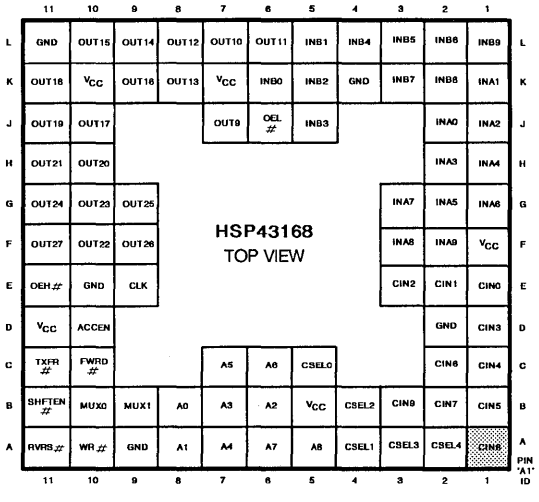 11 10 9 8 7 6 5 4 3 2 1
L GND OUT15 OUT14 OUT12 OUT10 OUT11 INB1 INB4 INB5 INB6 INB9 L
K OUT18 VCC OUT16 OUT13 VCC INB0 INB2 GND INB7 INB8 INA1 K
J OUT19 OUT17 OUT9 OEL # INB3 INA0 INA2 J
H OUT21 OUT20 INA3 INA4 H
G OUT24 OUT23 OUT25 INA7 INA5 INA6 G
HSP43168
TOP VIEW
F OUT27 OUT22 OUT26 INA8 INA9 VCC F
E OEH# GND CLK CIN2 CIN1 CIN0 E
D VCC ACCEN GND CIN3 D
C TXFR # FWRD # A5 A6 CSEL0 CIN6 CIN4 C
B SHFTEN # MUX0 MUX1 A0 A3 A2 VCC CSEL2 CIN9 CIN7 CIN5 B
A RVRS# WR# GND A1 A4 A7 A8 CSEL1 CSEL3 CSEL4 CIN8 A
11 10 9 8 7 6 5 4 3 2 1
PIN
"A1"
ID